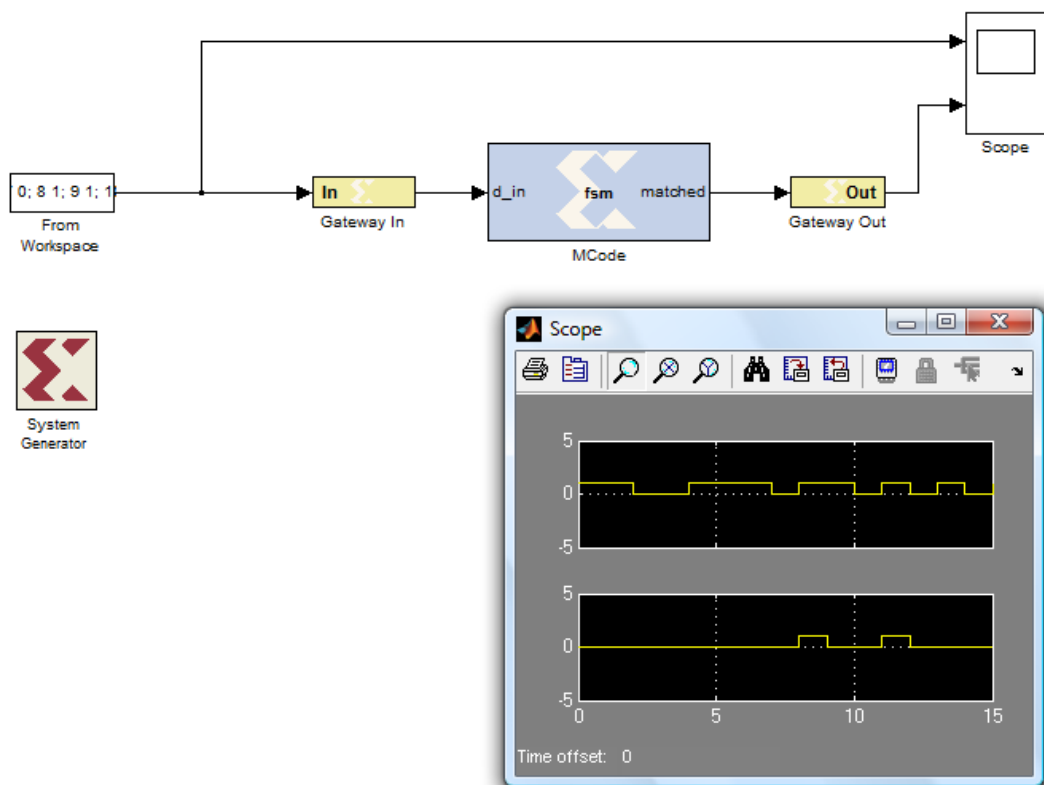 Scope
0; 8 1; 9 1; 1
From
Workspace
In
Gateway In
d_in
fsm
matched
MCode
Out
Gateway Out
System
Generator
Scope
5
0
-5
5
0
-5
0
5
10
15
Time offset: 0